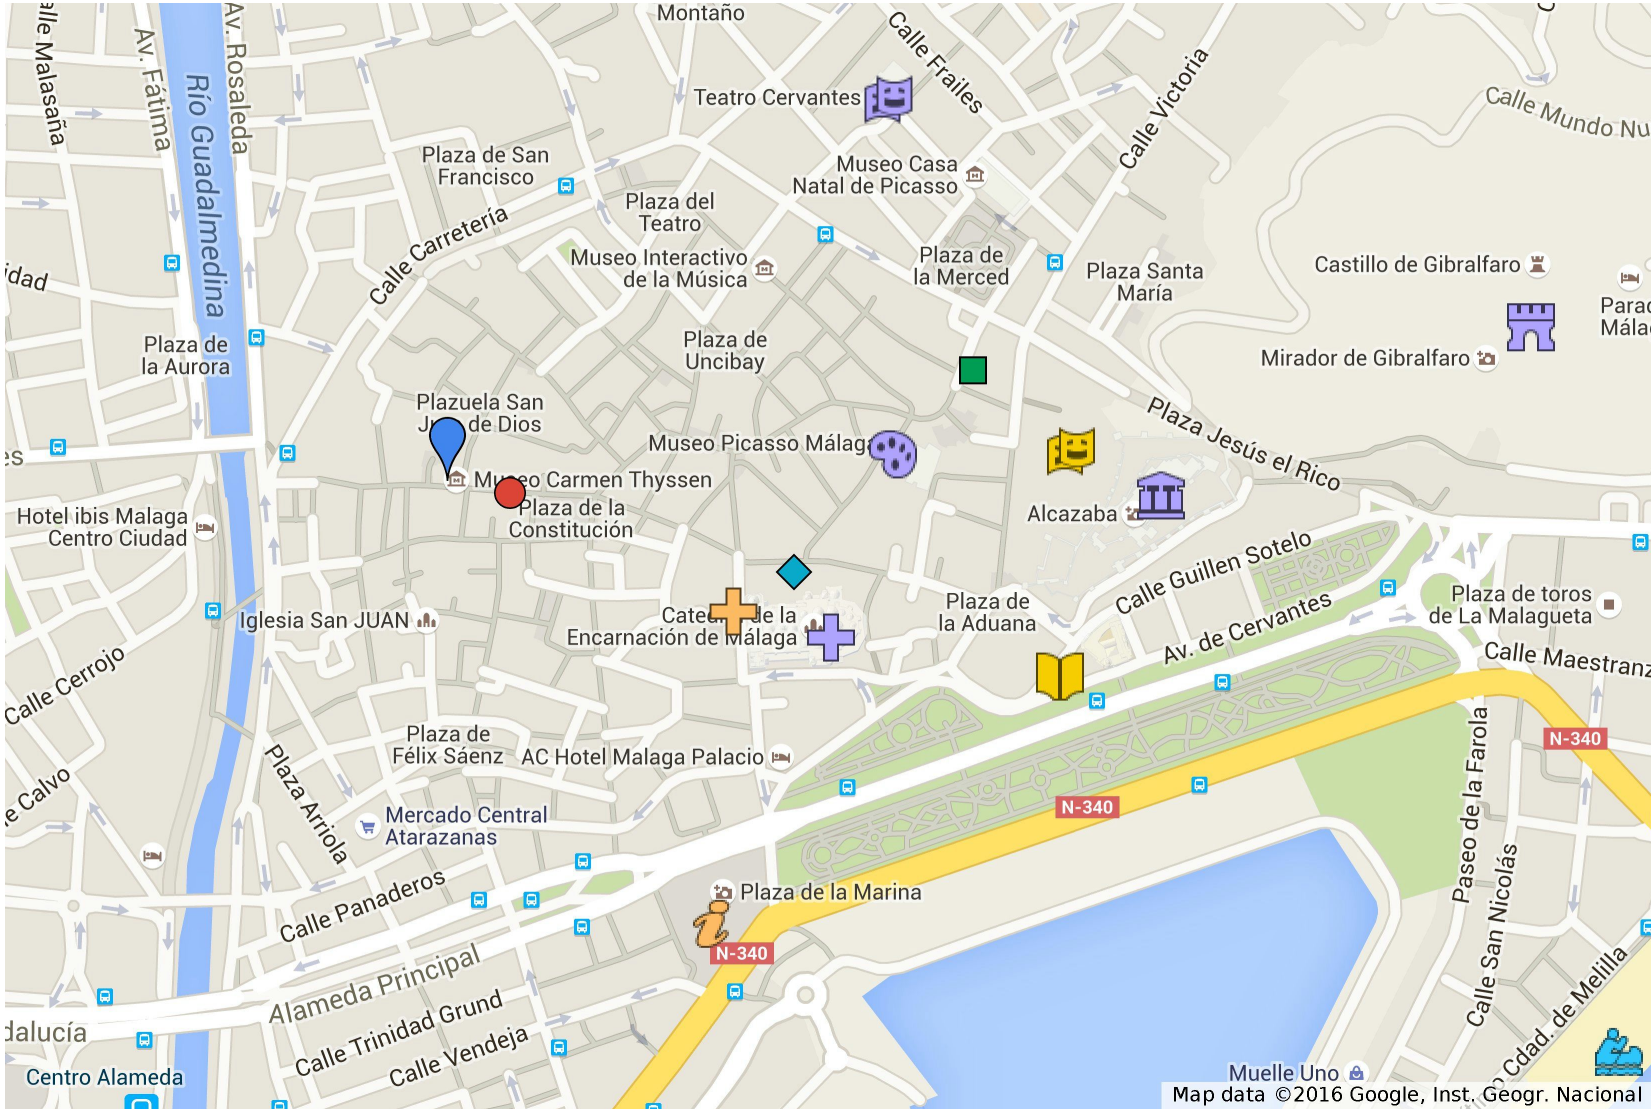 Montaño
Calle Malasaña
Av. Fátima
Av. Rosaleda
Río Guadalmedina
Calle Frailes
Calle Victoria
Teatro Cervantes
Calle Mundo Nu
Plaza de San
Francisco
Museo Casa
Natal de Picasso
Plaza del
Teatro
Calle Carretería
Museo Interactivo
de la Música
Plaza de
la Merced
Plaza Santa
María
Castillo de Gibralfaro
idad
Parad
Mála
Plaza de
la Aurora
Plaza de
Uncibay
Mirador de Gibralfaro
Plazuela San
de Dios
Museo Picasso Málaga
Plaza Jesús el Rico
es
Museo Carmen Thyssen
Plaza de la
Constitución
Hotel ibis Malaga
Centro Ciudad
Alcazaba
Calle Guillen Sotelo
Iglesia San JUAN
de la
Encarnación de Málaga
Plaza de
la Aduana
Plaza de toros
de La Malagueta
Av. de Cervantes
Calle Maestranz
Calle Cerrojo
Plaza de
Félix Sáenz
AC Hotel Malaga Palacio
N-340
Plaza Arriola
le Calvo
Mercado Central
Atarazanas
N-340
Paseo de la Farola
Calle San Nicolás
Calle Panaderos
Plaza de la Marina
N-340
Alameda Principal
Calle Trinidad Grund
Calle Vendeja
dalucía
Centro Alameda
Cdad. de Melilla
Muelle Uno
Map data ©2016 Google, Inst. Geogr. Nacional